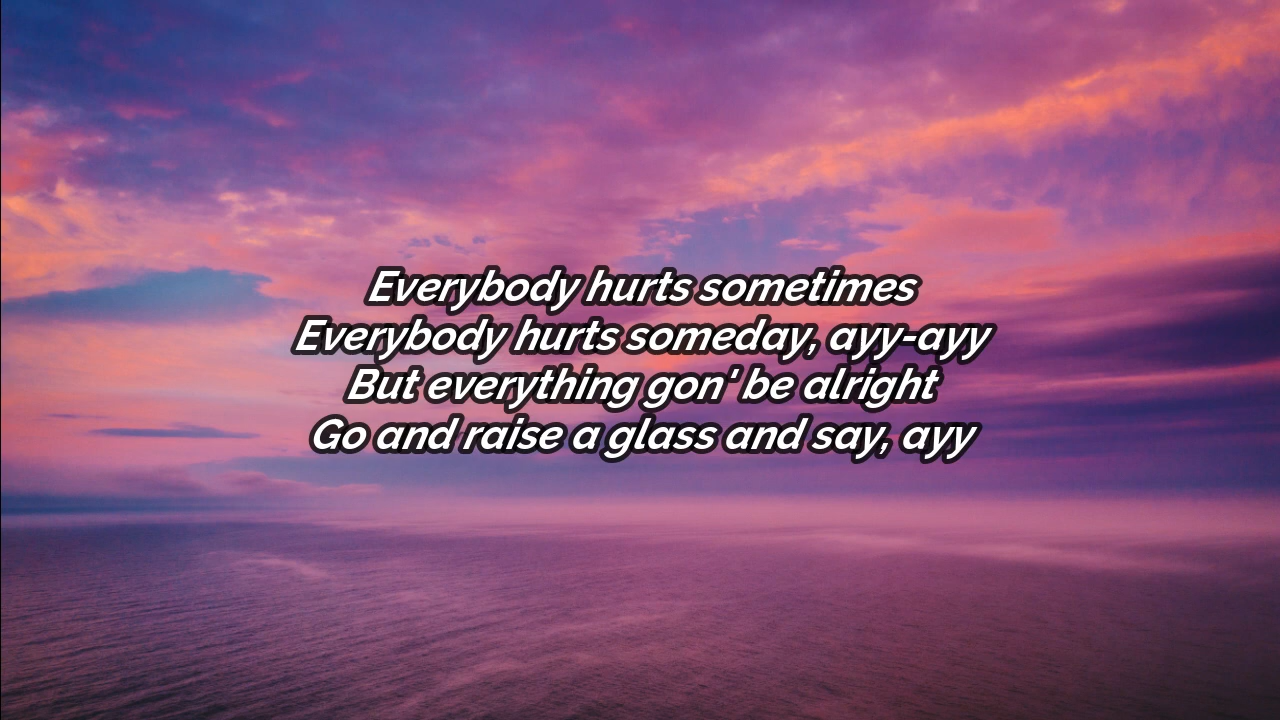 Everybody hurts sometimes
Everybody hurts someday, ayy-ayy
But everything gon' be alright
Go and raise a glass and say, ayy